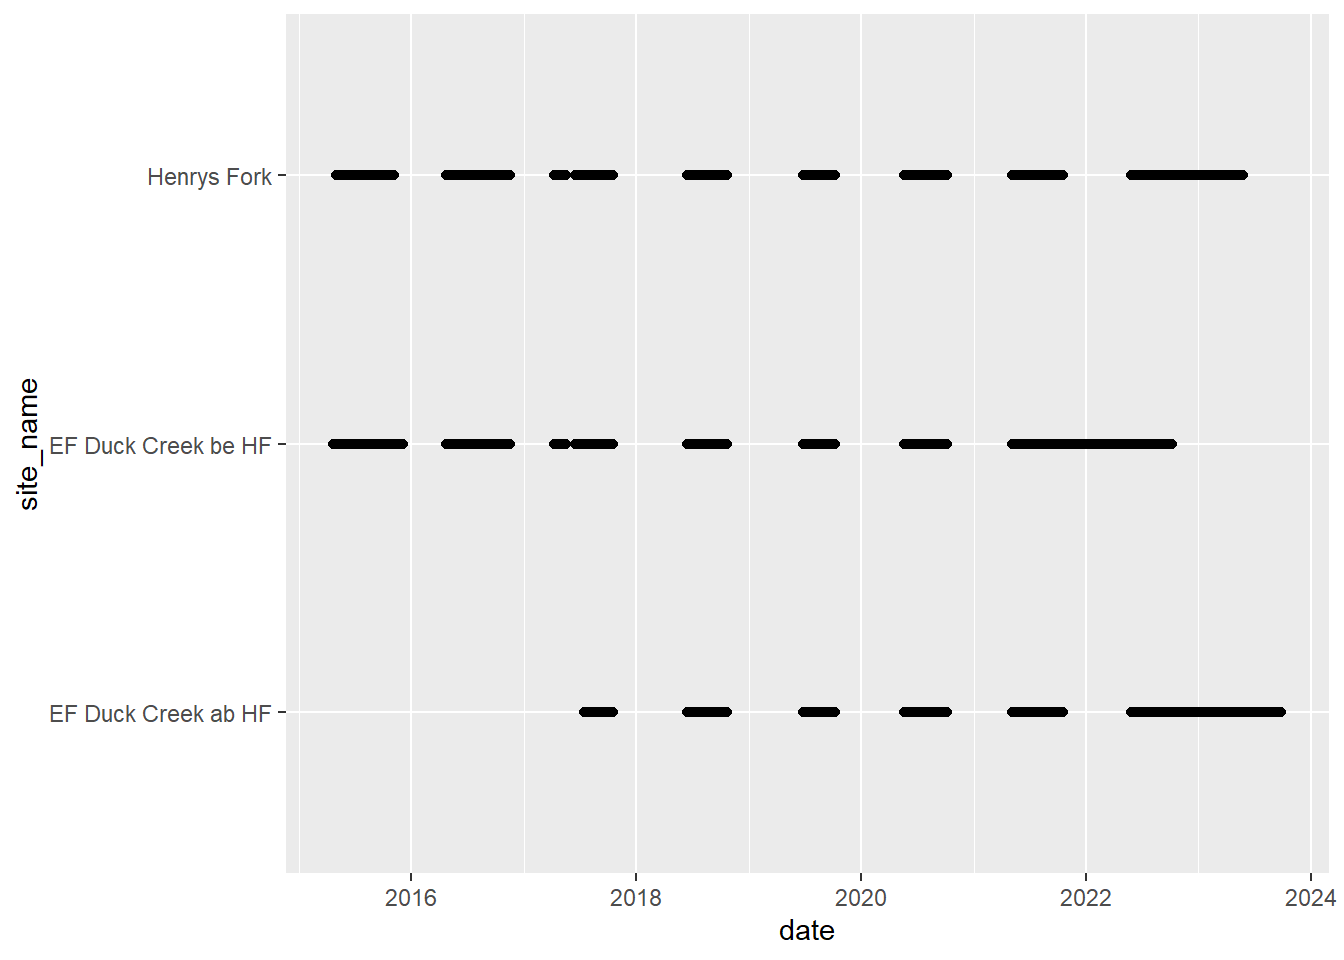 Henrys Fork
EF Duck Creek be HF
EF Duck Creek ab HF
site_name
2016 2018 2020 2022 2024
date